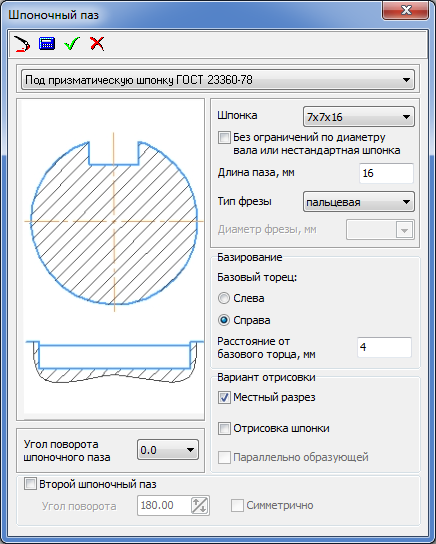 Шпоночный паз
Под призматическую шпонку ГОСТ 23360-78
Шпонка 7x7x16
Без ограничений по диаметру
вала или нестандартная шпонка
Длина паза, мм 16
Тип фрезы пальцевая
Диаметр фрезы, мм
Базирование
Базовый торец:
Слева
Справа
Расстояние от
базового торца, мм 4
Вариант отрисовки
Местный разрез
Отрисовка шпонки
Параллельно образующей
Угол поворота
шпоночного паза 0.0
Второй шпоночный паз
Угол поворота 180.00 Симметрично